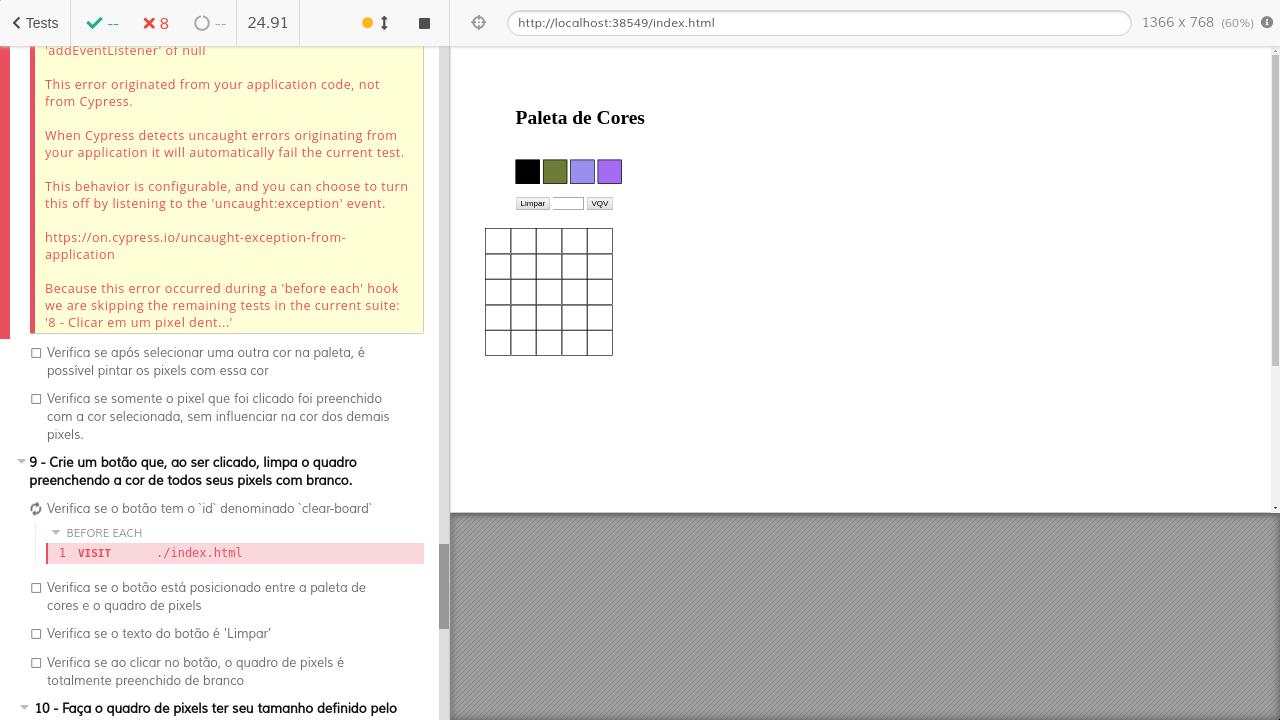 Tests
--
8
--
24.91
http://localhost:38549/index.html
1366 x 768 (60%)
'addEventListener' of null
This error originated from your application code, not
from Cypress.
When Cypress detects uncaught errors originating from
your application it will automatically fail the current test.
This behavior is configurable, and you can choose to turn
this off by listening to the 'uncaught:exception' event.
https://on.cypress.io/uncaught-exception-from-
application
Because this error occurred during a 'before each' hook
we are skipping the remaining tests in the current suite:
'8 - Clicar em um pixel dent...'
Verifica se após selecionar uma outra cor na paleta, é
possível pintar os pixels com essa cor
Verifica se somente o pixel que foi clicado foi preenchido
com a cor selecionada, sem influenciar na cor dos demais
pixels.
9 - Crie um botão que, ao ser clicado, limpa o quadro
preenchendo a cor de todos seus pixels com branco.
Verifica se o botão tem o `id` denominado `clear-board`
BEFORE EACH
1 VISIT ./index.html
Verifica se o botão está posicionado entre a paleta de
cores e o quadro de pixels
Verifica se o texto do botão é 'Limpar'
Verifica se ao clicar no botão, o quadro de pixels é
totalmente preenchido de branco
10 - Faça o quadro de pixels ter seu tamanho definido pelo
Paleta de Cores
Limpar
VQV